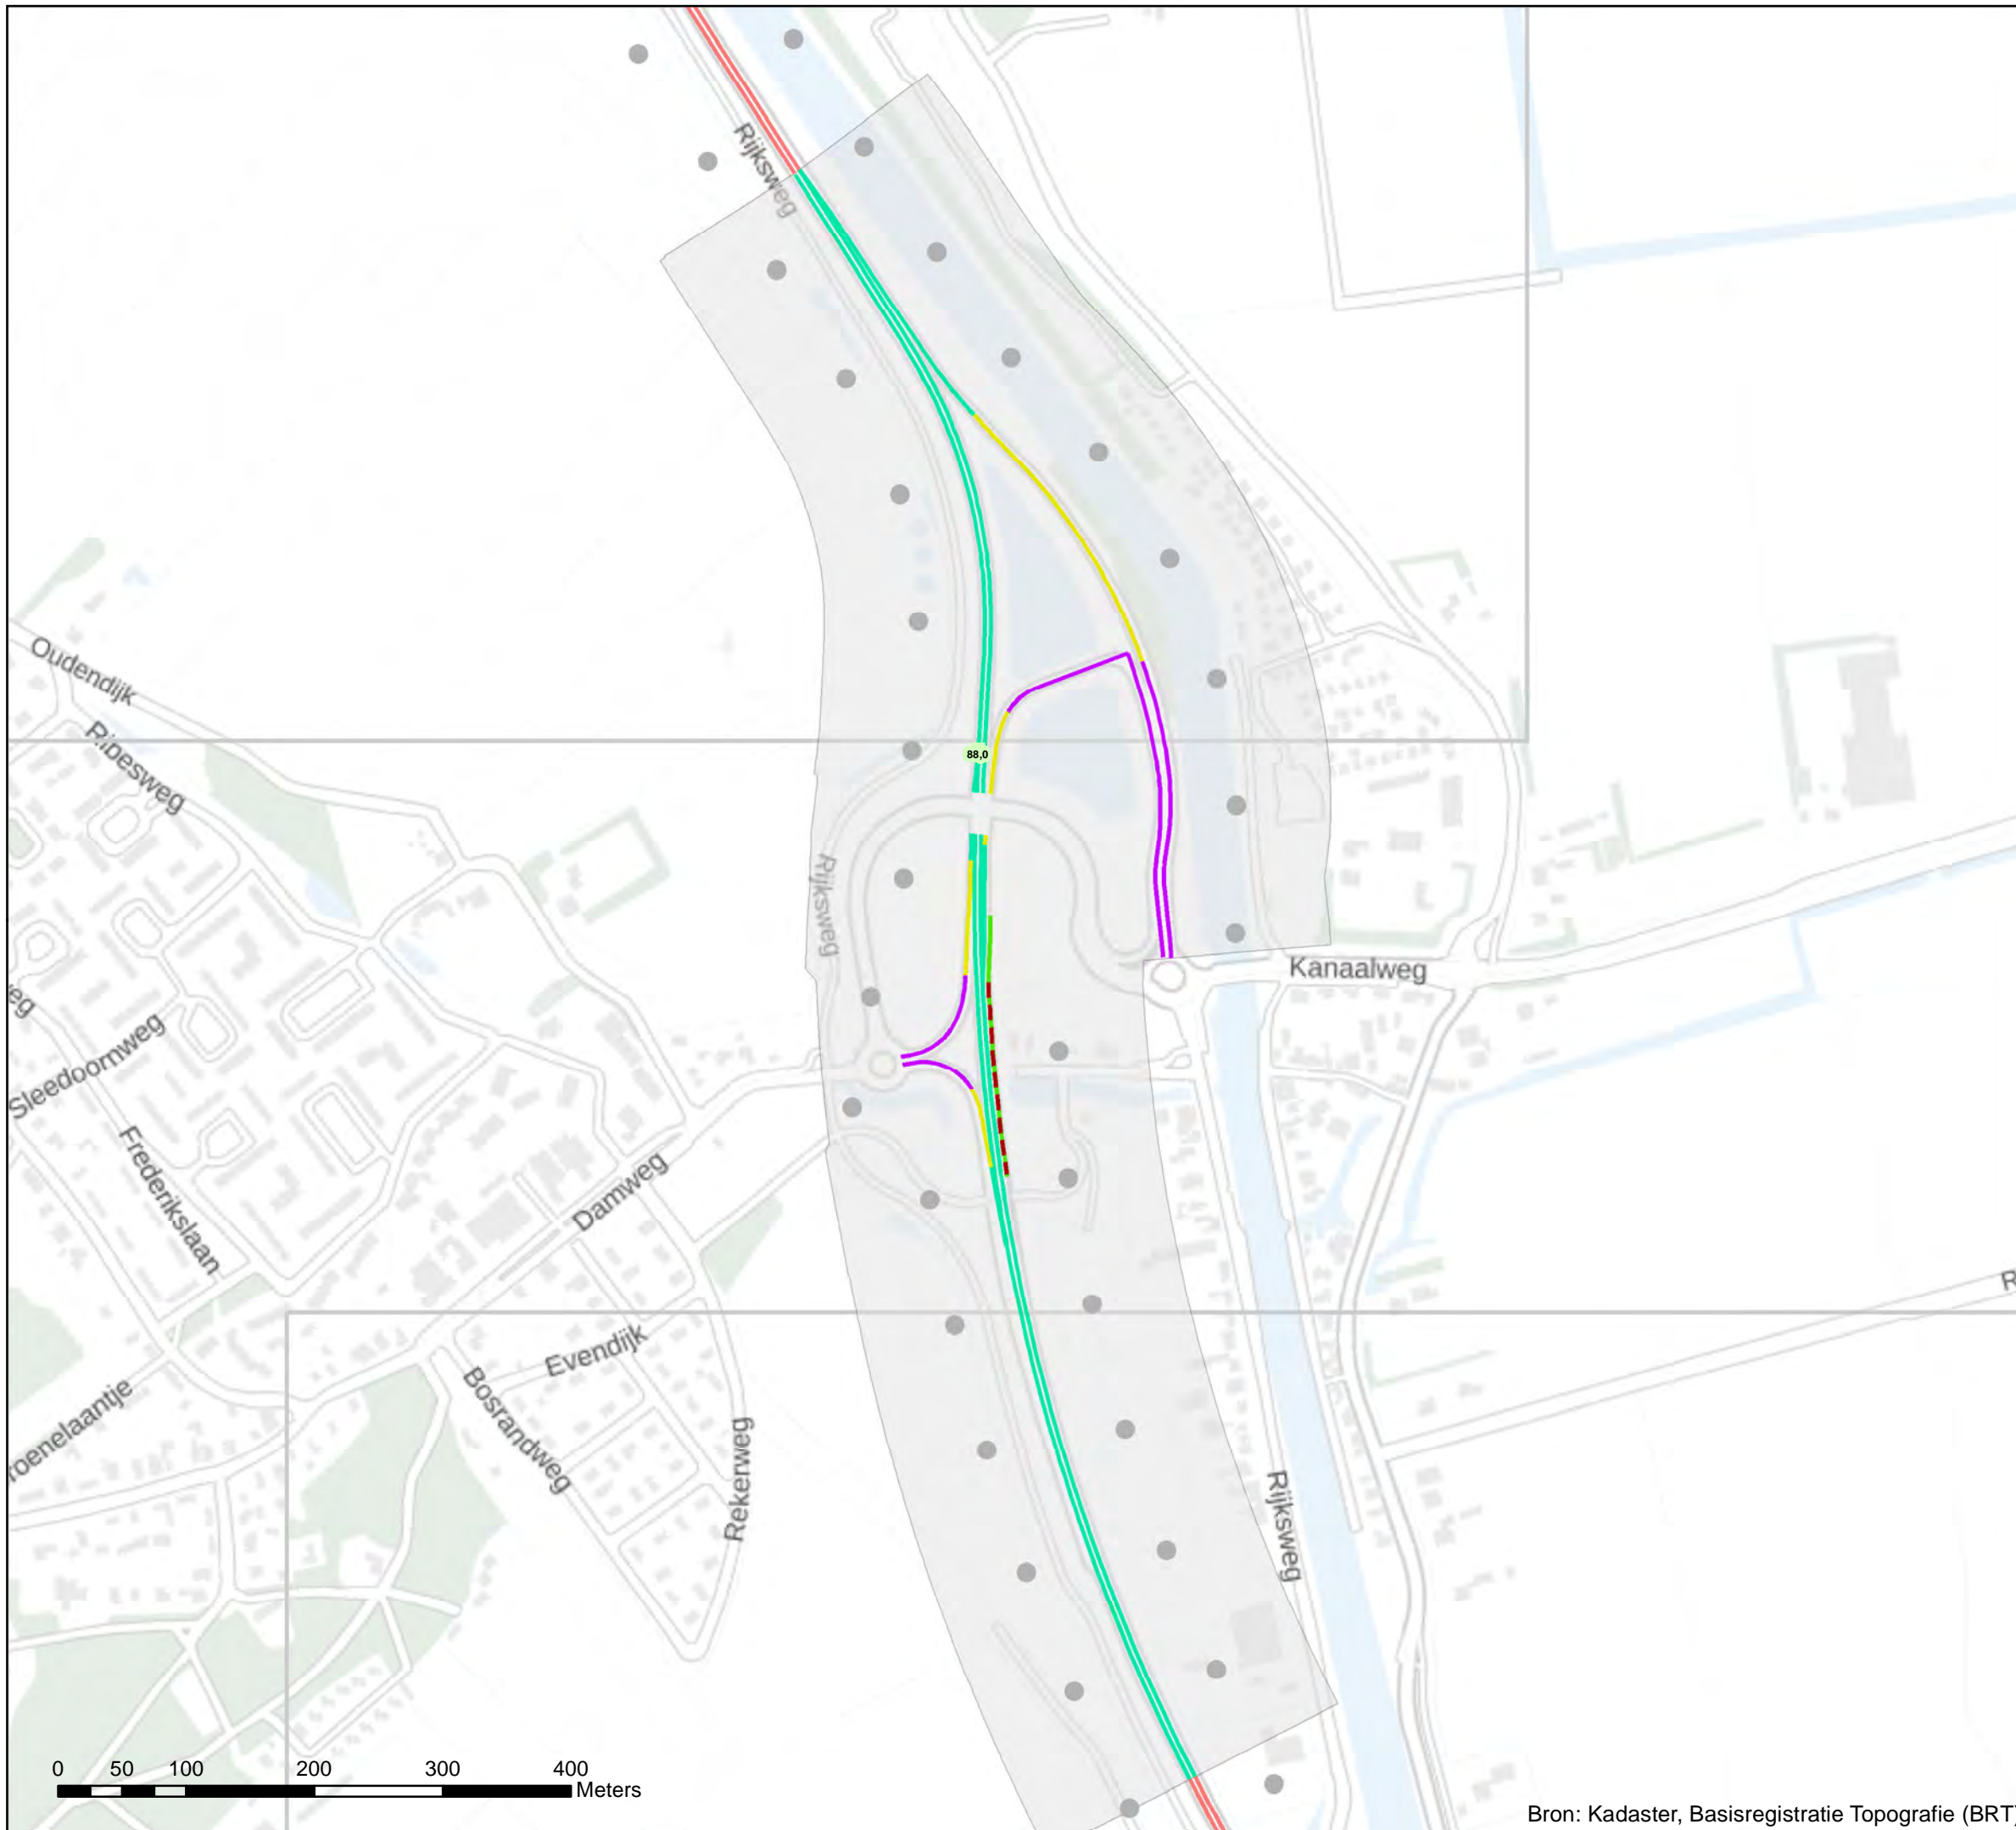 Rijksweg
Oudendijk
Ribesweg
88,0
Rijksweg
Kanaalweg
Sleedoornweg
Frederikslaan
Damweg
Evendijk
Bosrandweg
roenelaantje
Rekerweg
Rijksweg
0 50 100 200 300 400
Meters
Bron: Kadaster, Basisregistratie Topografie (BRT